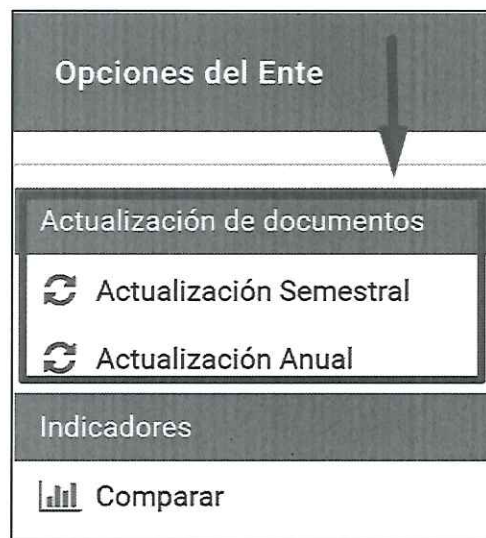 Opciones del Ente
Actualización de documentos
Actualización Semestral
Actualización Anual
Indicadores
Comparar